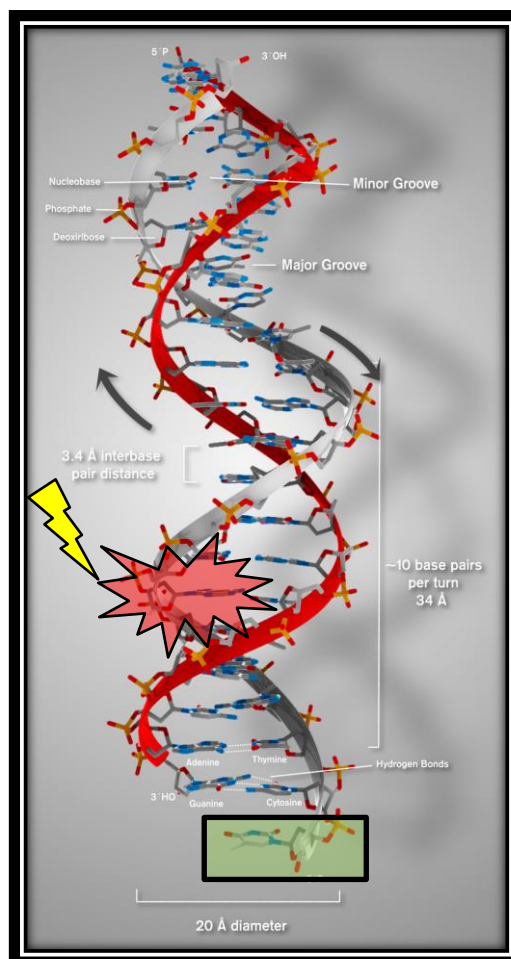 5´P
3´OH
Nucleobase
Minor Groove
Phosphate
Deoxiribose
Major Groove
3.4 Å interbase
pair distance
~10 base pairs
per turn
34 Å
Adenine
Thymine
Hydrogen Bonds
3´HO
Guanine
Cytosine
20 Å diameter